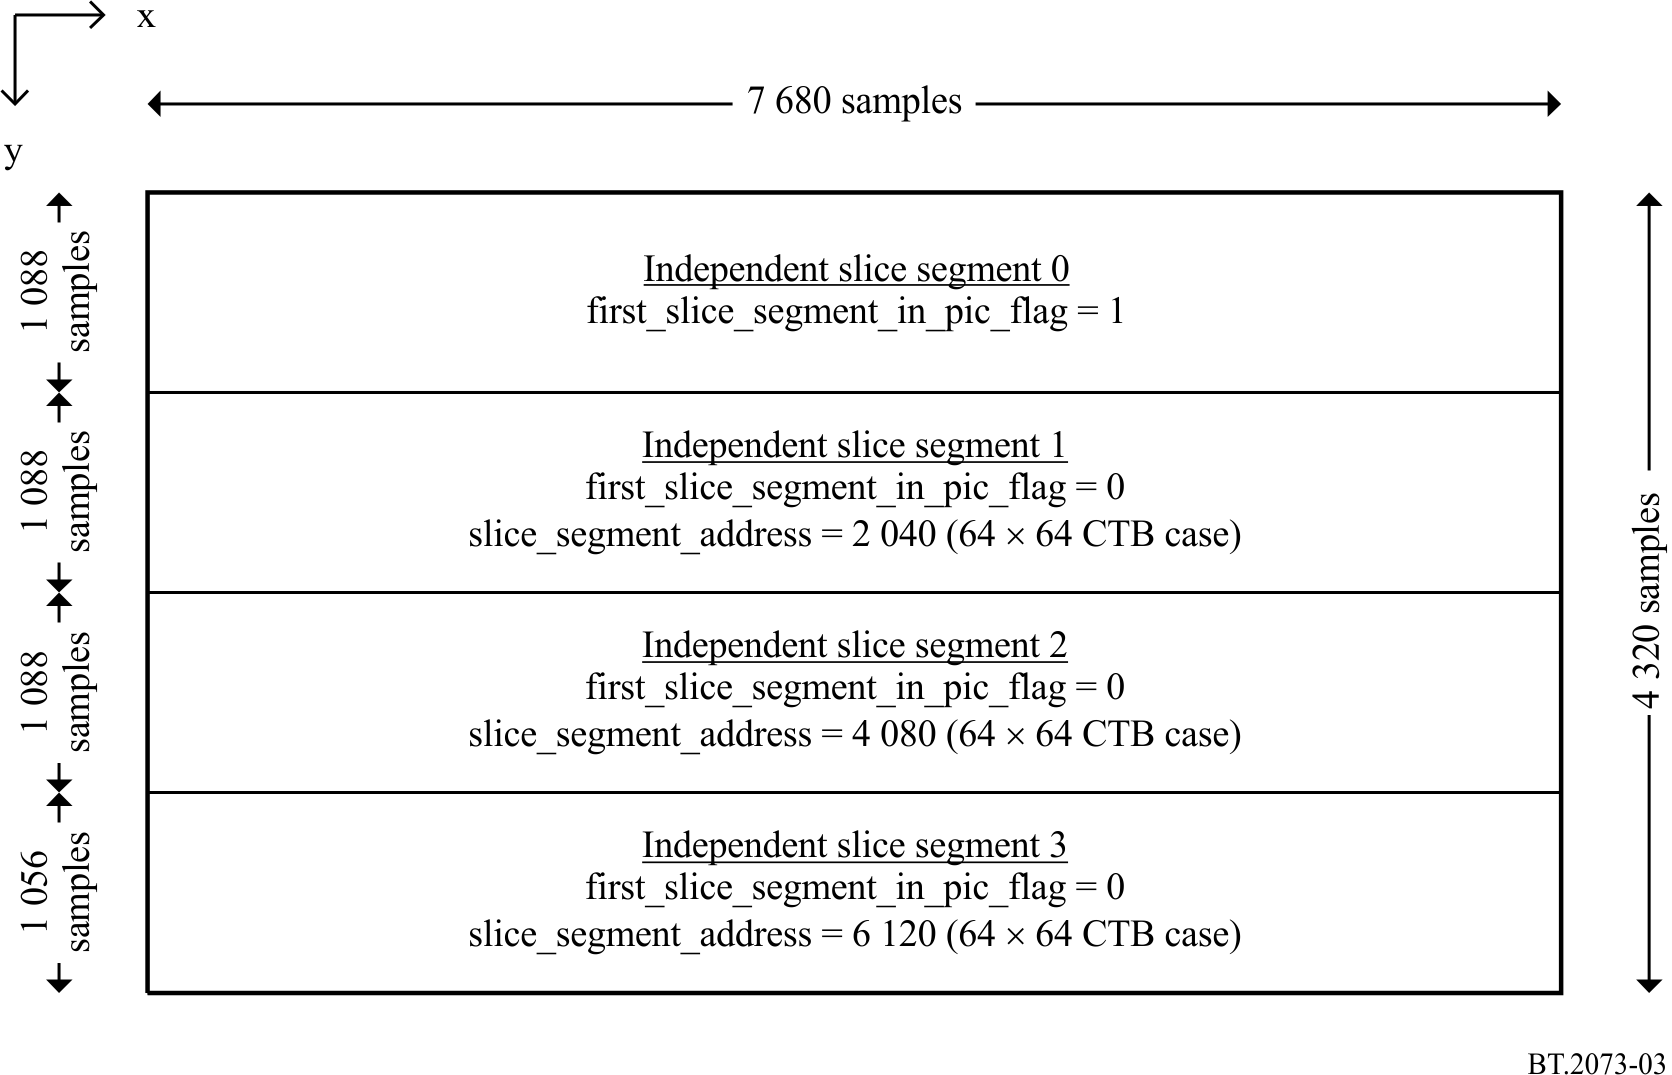 x
7 680 samples
y
1 088
samples
Independent slice segment 0
first_slice_segment_in_pic_flag = 1
1 088
samples
Independent slice segment 1
first_slice_segment_in_pic_flag = 0
slice_segment_address = 2 040 (64 × 64 CTB case)
4 320 samples
1 088
samples
Independent slice segment 2
first_slice_segment_in_pic_flag = 0
slice_segment_address = 4 080 (64 × 64 CTB case)
1 056
samples
Independent slice segment 3
first_slice_segment_in_pic_flag = 0
slice_segment_address = 6 120 (64 × 64 CTB case)
BT.2073-03